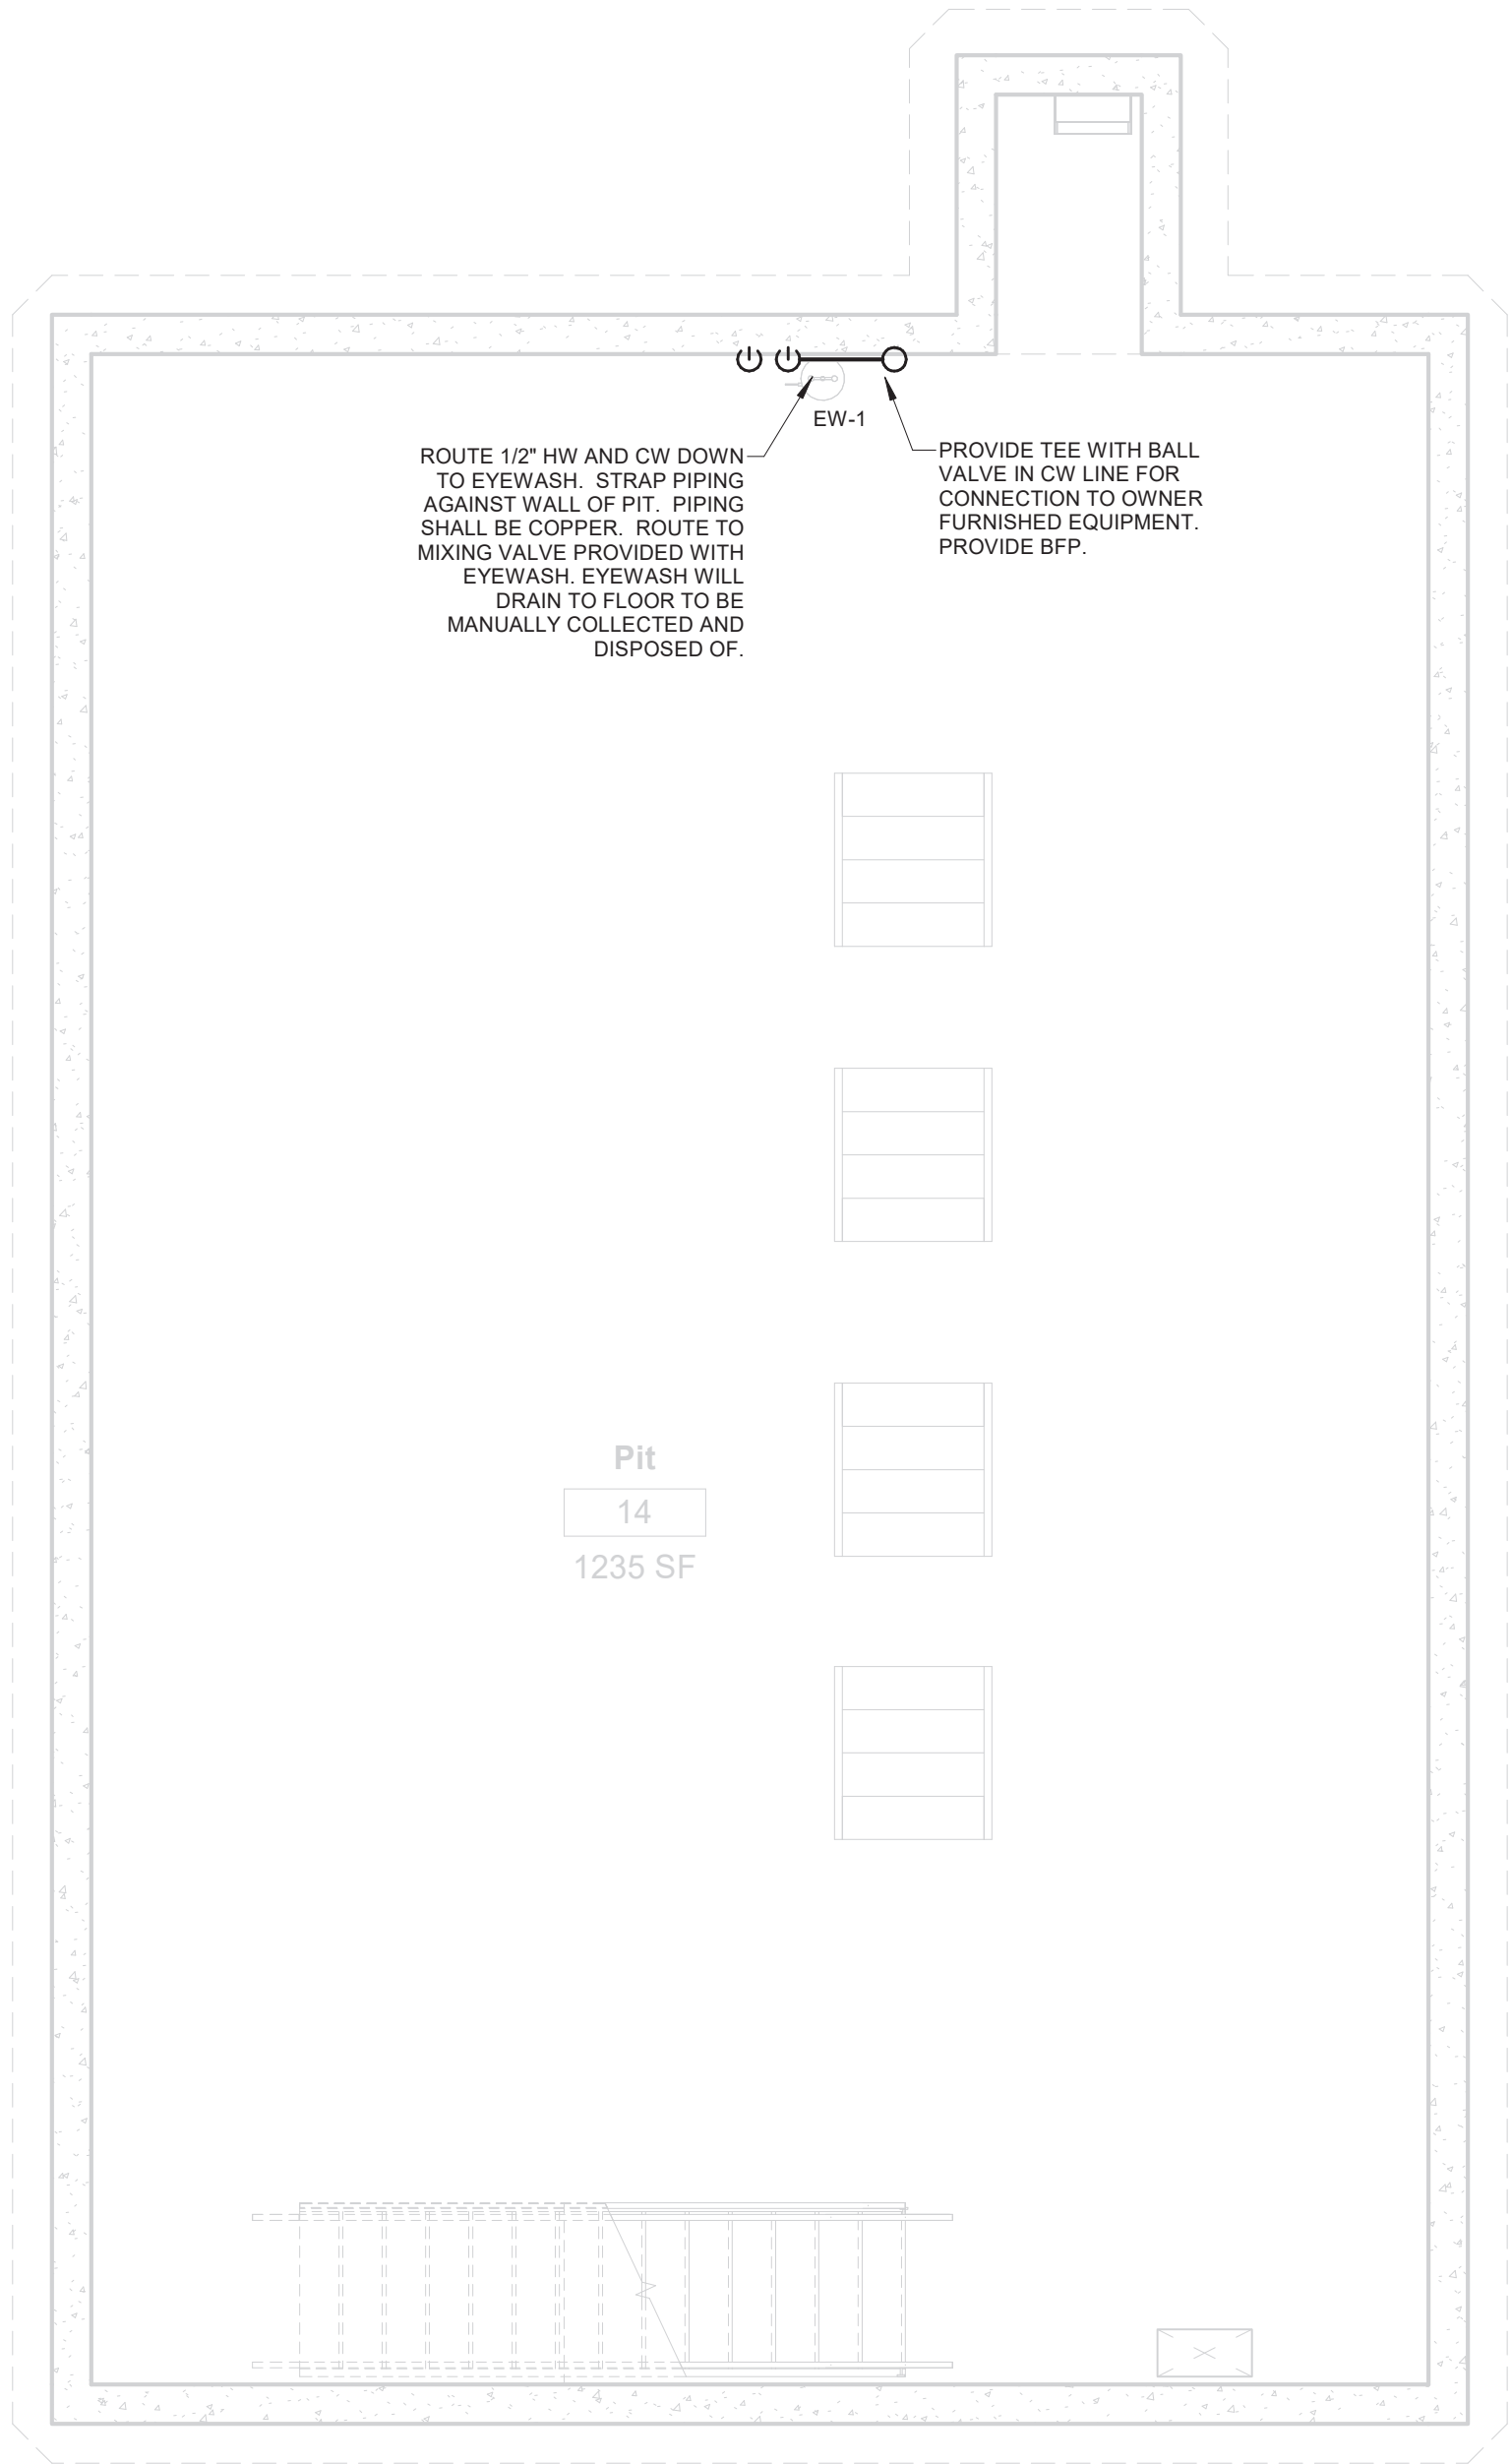 EW-1
ROUTE 1/2" HW AND CW DOWN
TO EYEWASH.  STRAP PIPING
AGAINST WALL OF PIT.  PIPING
SHALL BE COPPER.  ROUTE TO
MIXING VALVE PROVIDED WITH
EYEWASH. EYEWASH WILL
DRAIN TO FLOOR TO BE
MANUALLY COLLECTED AND
DISPOSED OF.
PROVIDE TEE WITH BALL
VALVE IN CW LINE FOR
CONNECTION TO OWNER
FURNISHED EQUIPMENT.
PROVIDE BFP.
Pit
14
1235 SF